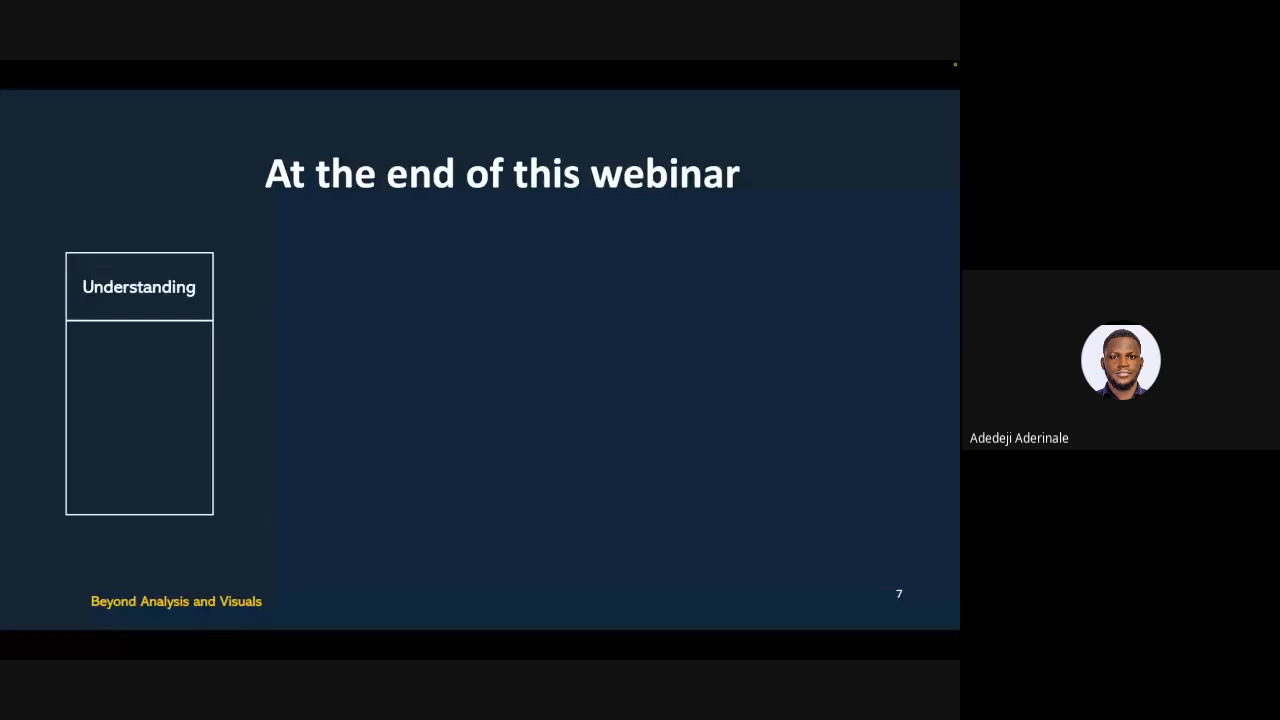 At the end of this webinar
Understanding
Beyond Analysis and Visuals
7
Adedeji Aderinale